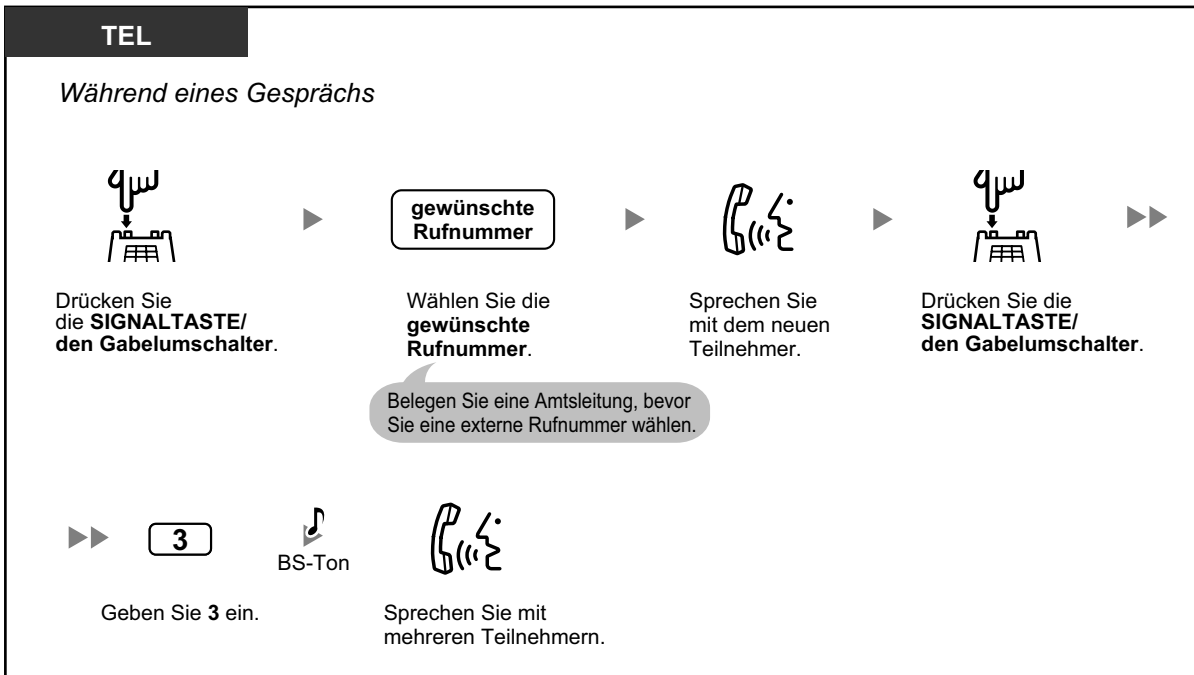 TEL
Während eines Gesprächs
gewünschte
Rufnummer
Drücken Sie
die SIGNALTASTE/
den Gabelumschalter.
Wählen Sie die
gewünschte
Rufnummer.
Sprechen Sie
mit dem neuen
Teilnehmer.
Drücken Sie die
SIGNALTASTE/
den Gabelumschalter.
Belegen Sie eine Amtsleitung, bevor
Sie eine externe Rufnummer wählen.
3
BS-Ton
Geben Sie 3 ein.
Sprechen Sie mit
mehreren Teilnehmern.